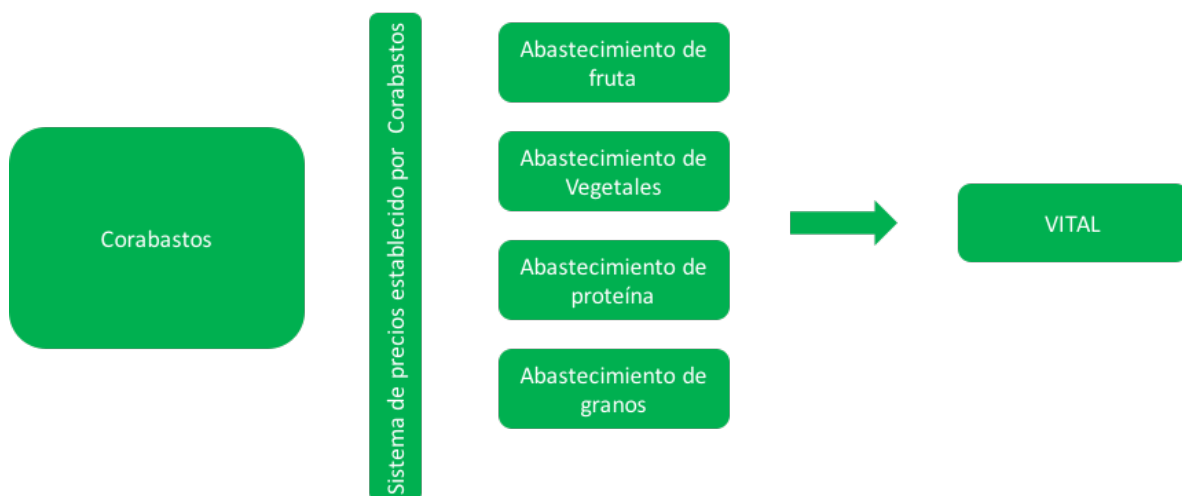 Corabastos
Sistema de precios establecido por Corabastos
Abastecimiento de
fruta
Abastecimiento de
Vegetales
Abastecimiento de
proteína
Abastecimiento de
granos
VITAL